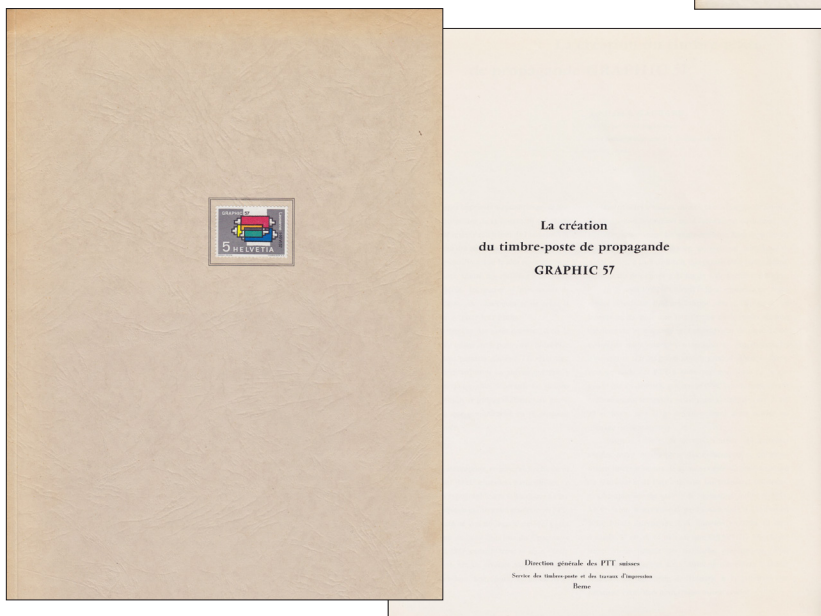 GRAPHIC 57
5 HELVETIA
La création
du timbre-poste de propagande
GRAPHIC 57
Direction générale des PTT suisses
Service des timbres-poste et des travaux d'impression
Berne